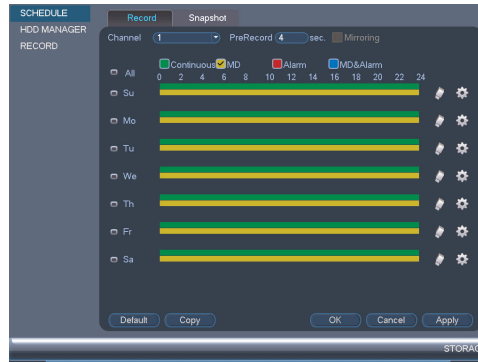 SCHEDULE
HDD MANAGER
RECORD
Record Snapshot
Channel 1 PreRecord 4 sec. Mirroring
Continuous MD Alarm MD&Alarm
All 0 2 4 6 8 10 12 14 16 18 20 22 24
Su
Mo
Tu
We
Th
Fr
Sa
Default Copy OK Cancel Apply
STORAG